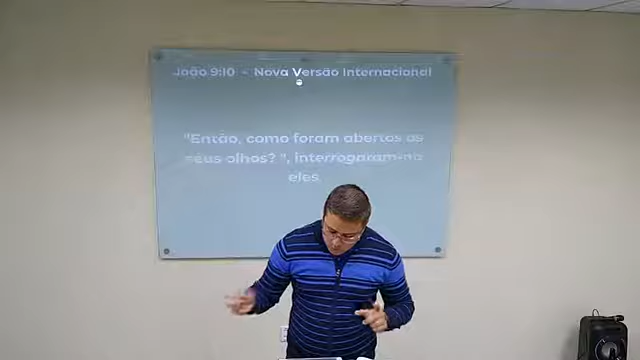 João 9:10 - Nova Versão Internacional
"Então, como foram abertos os
seus olhos? ", interrogaram-no
eles.